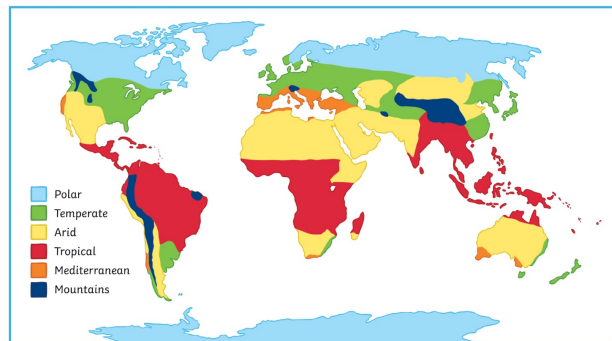 Polar
Temperate
Arid
Tropical
Mediterranean
Mountains